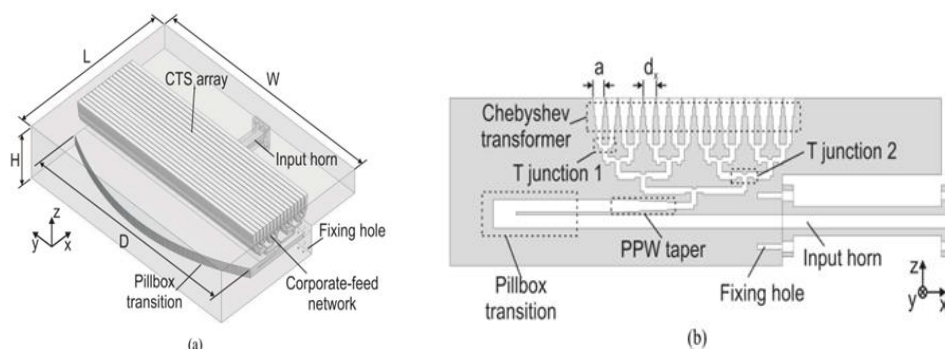 L
W
CTS array
H
Input horn
z
y
x
D
Fixing hole
Pillbox
transition
Corporate-feed
network
(a)
a
dx
Chebyshev
transformer
T junction 1
T junction 2
PPW taper
Input horn
Pillbox
transition
Fixing hole
z
y
x
(b)